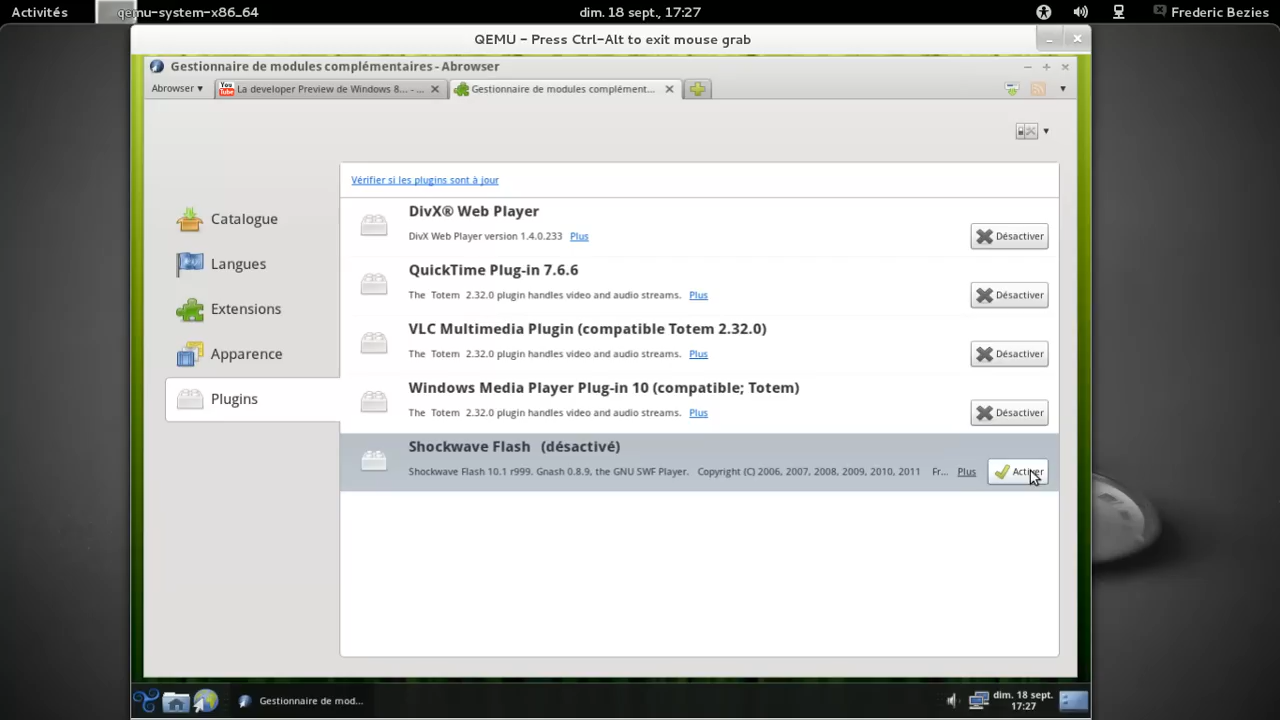 Activités qemu-system-x86_64 dim. 18 sept., 17:27 Frederic Bezies
QEMU - Press Ctrl-Alt to exit mouse grab
Gestionnaire de modules complémentaires - Abrowser
Abrowser You Tube La developer Preview de Windows 8... - ... Gestionnaire de modules complément...
Vérifier si les plugins sont à jour
Catalogue
Langues
Extensions
Apparence
Plugins
DivX® Web Player
DivX Web Player version 1.4.0.233 Plus
Désactiver
QuickTime Plug-in 7.6.6
The Totem 2.32.0 plugin handles video and audio streams. Plus
Désactiver
VLC Multimedia Plugin (compatible Totem 2.32.0)
The Totem 2.32.0 plugin handles video and audio streams. Plus
Désactiver
Windows Media Player Plug-in 10 (compatible; Totem)
The Totem 2.32.0 plugin handles video and audio streams. Plus
Désactiver
Shockwave Flash (désactivé)
Shockwave Flash 10.1 r999. Gnash 0.8.9, the GNU SWF Player. Copyright (C) 2006, 2007, 2008, 2009, 2010, 2011 Fr... Plus
Activer
Gestionnaire de mod...
dim. 18 sept.
17:27